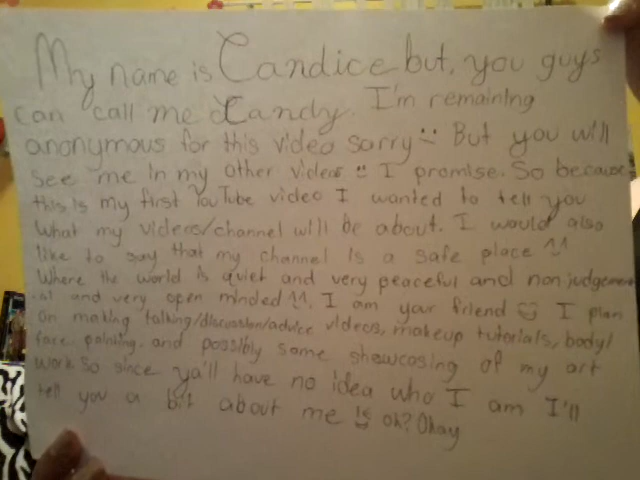 My name is Candice but, you guys
can call me Candy. I'm remaining
anonymous for this video sorry :) But you will
see me in my other videos :) I promise. So because
this is my first YouTube video I wanted to tell you
what my videos/channel will be about. I would also
like to say that my channel is a safe place ^^
Where the world is quiet and very peaceful and non judgement
al and very open minded ^^. I am your friend :) I plan
on making talking/discussion/advice videos, makeup tutorials, body/
face painting, and possibly some showcasing of my art
work. So since ya'll have no idea who I am I'll
tell you a bit about me :) ok? Okay